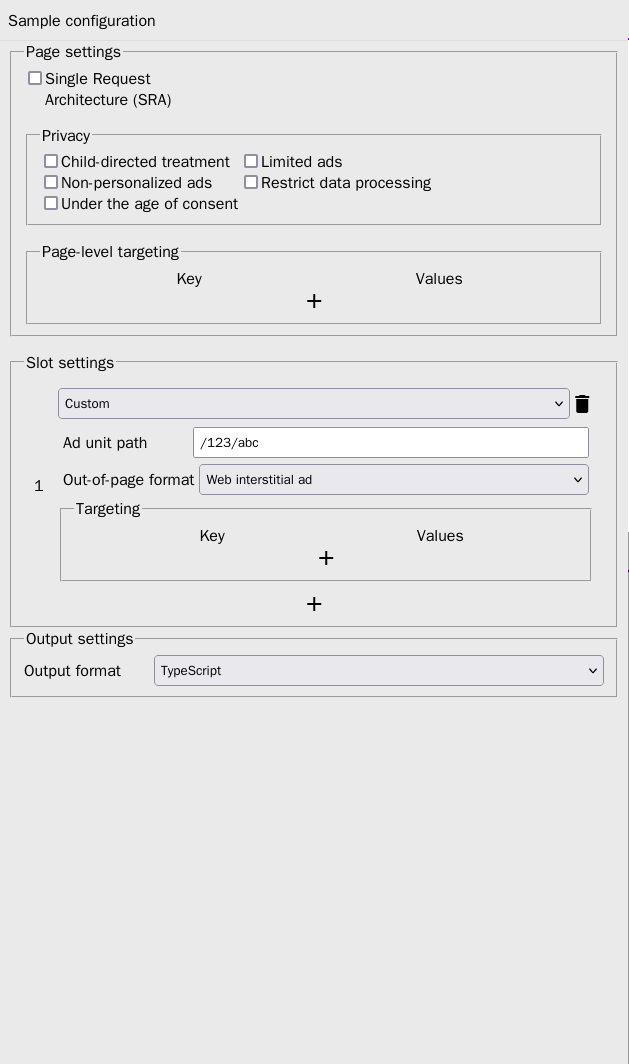 Sample configuration
Page settings
Single Request
Architecture (SRA)
Privacy
Child-directed treatment Limited ads
Non-personalized ads Restrict data processing
Under the age of consent
Page-level targeting
Key Values
+
Slot settings
Custom
Ad unit path /123/abc
1 Out-of-page format Web interstitial ad
Targeting
Key Values
+
+
Output settings
Output format TypeScript